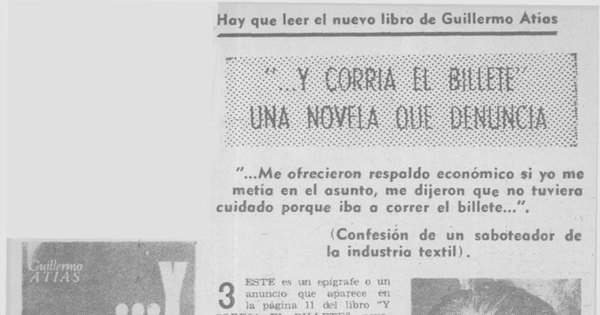 Hay que leer el nuevo libro de Guillermo Atias
"...Y CORRIA EL BILLETE"
UNA NOVELA QUE DENUNCIA
"...Me ofrecieron respaldo económico si yo me
metía en el asunto, me dijeron que no tuviera
cuidado porque iba a correr el billete...".
(Confesión de un saboteador de
la industria textil).
Guillermo
ATIAS
...Y
3 ESTE es un epígrafe o un
anuncio que aparece en
la página 11 del libro "Y